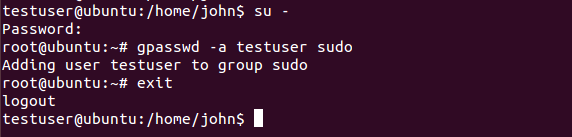 testuser@ubuntu:/home/john$ su -
Password:
root@ubuntu:~# gpasswd -a testuser sudo
Adding user testuser to group sudo
root@ubuntu:~# exit
logout
testuser@ubuntu:/home/john$